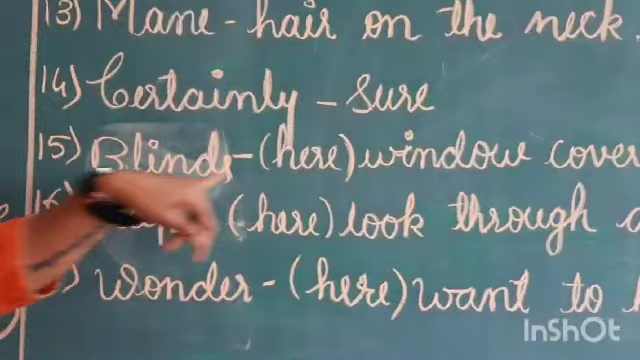 13) Mane - hair on the neck.
14) Certainly - sure
15) Blinds - (here) window cover
16) (here) look through
Wonder - (here) want to
InShOt